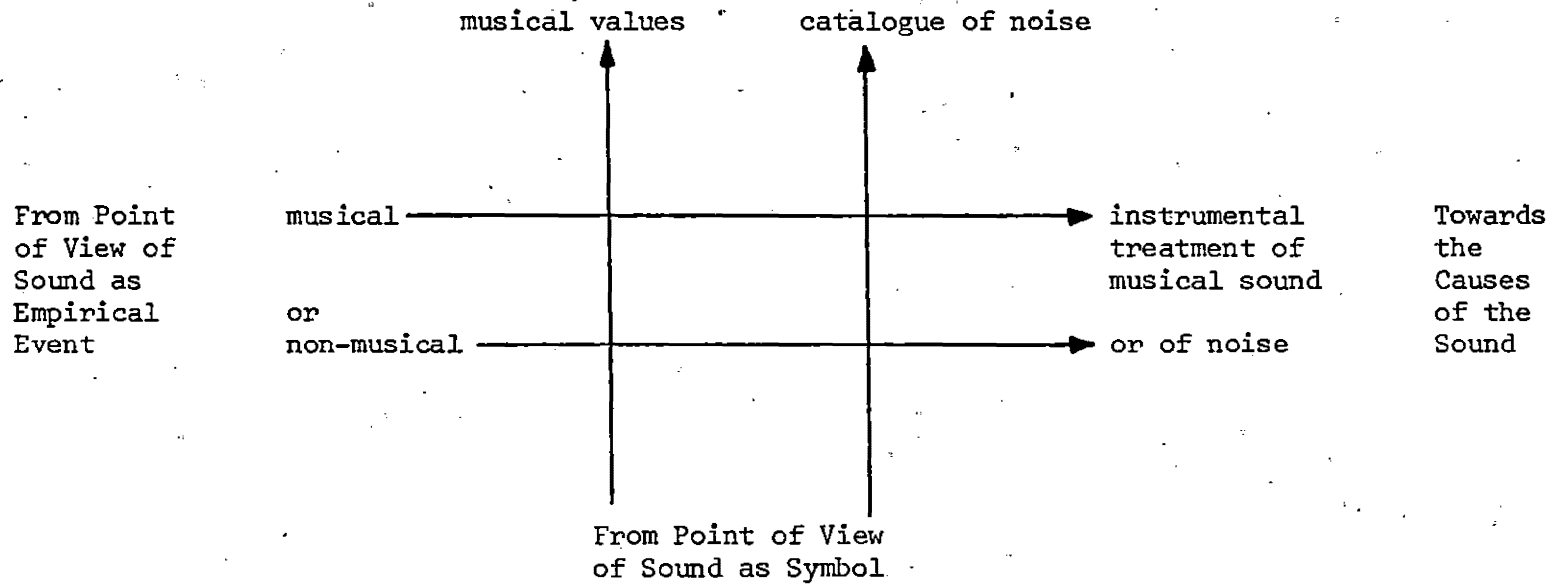 musical values
catalogue of noise
From Point
of View of
Sound as
Empirical
Event
musical
or
non-musical
instrumental
treatment of
musical sound
or of noise
Towards
the
Causes
of the
Sound
From Point of View
of Sound as Symbol